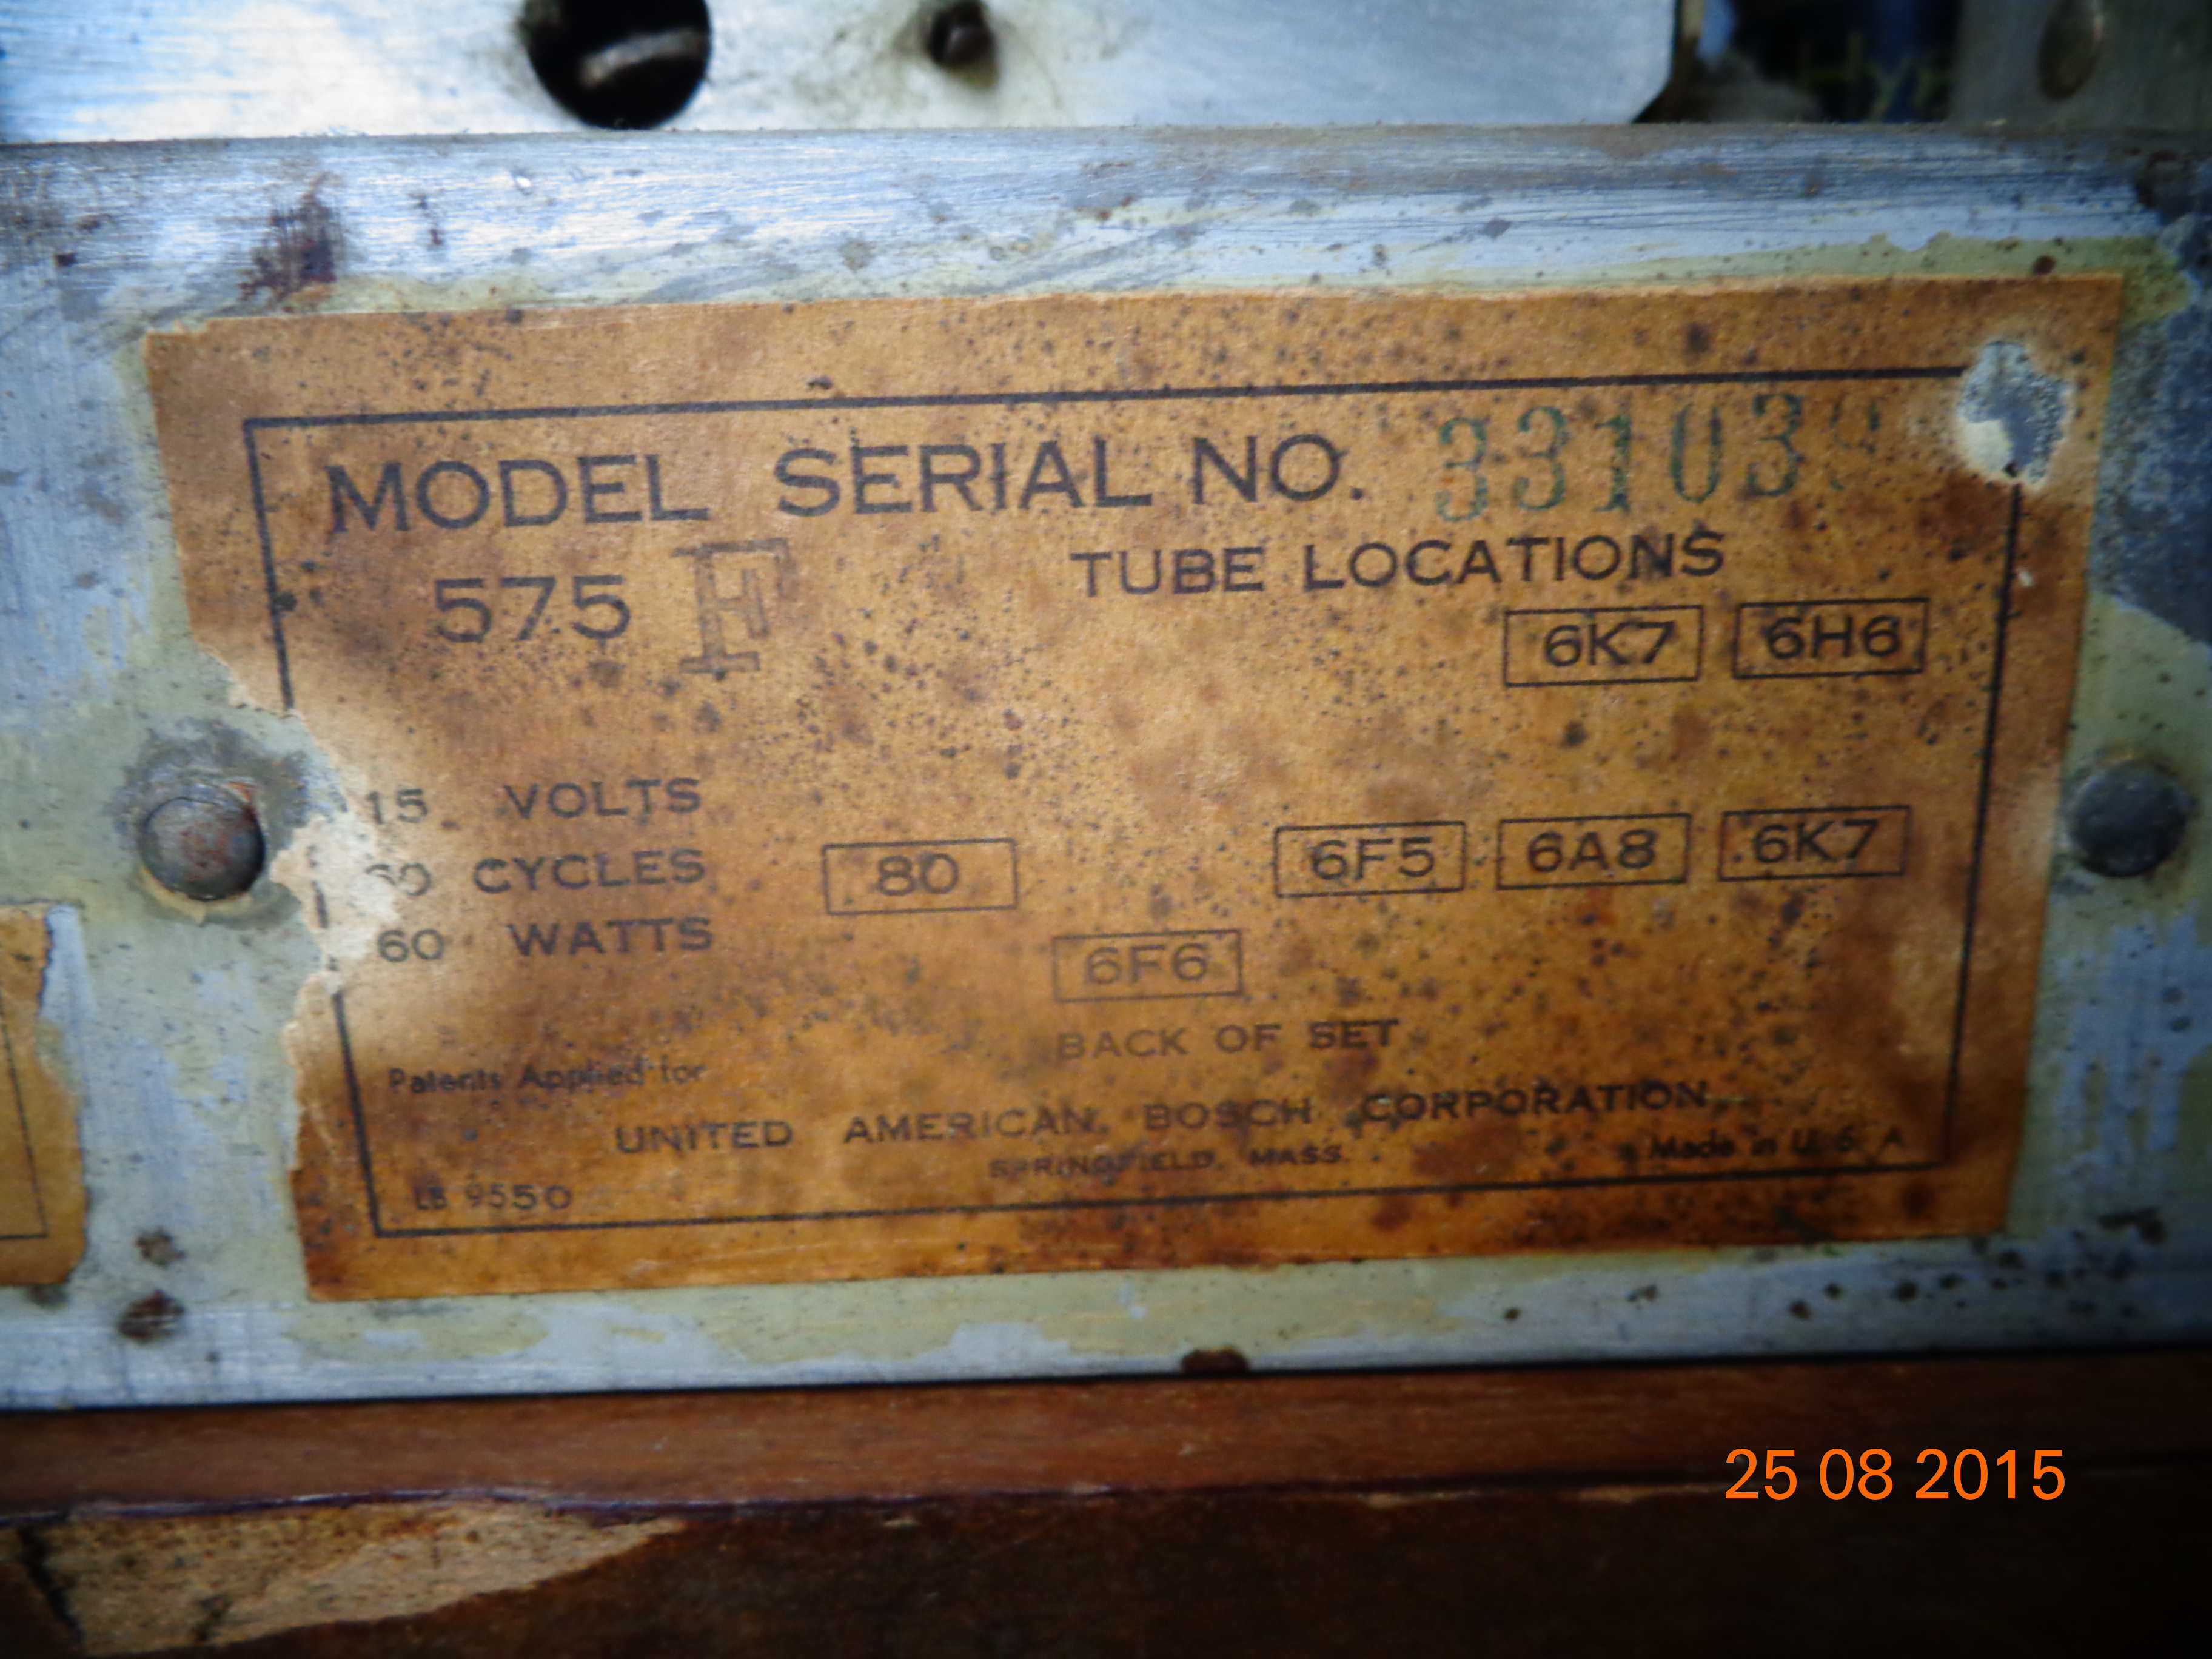 MODEL SERIAL NO.
575 F
TUBE LOCATIONS
6K7 6H6
15 VOLTS
CYCLES
60 WATTS
80 6F5 6A8 6K7
6F6
BACK OF SET
Patents Applied for
UNITED AMERICAN BOSCH CORPORATION
SPRINGFIELD, MASS.
Made in U. S. A
LB 9550
25 08 2015